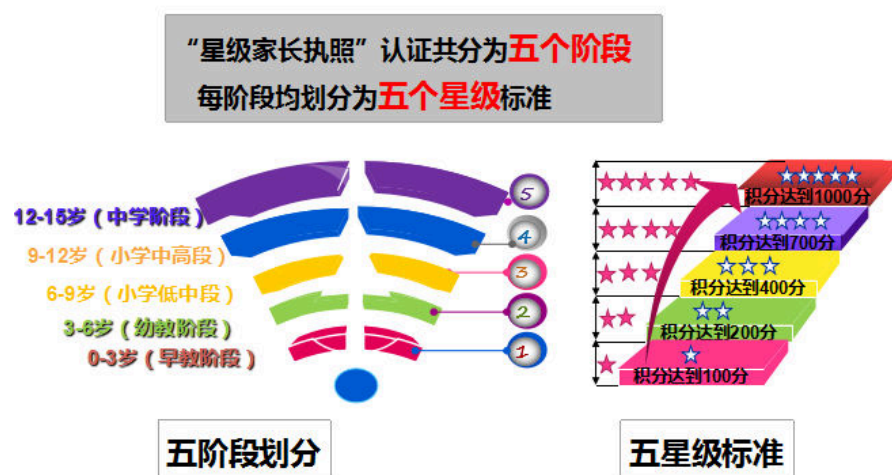 “星级家长执照”认证共分为五个阶段
每阶段均划分为五个星级标准
12-15岁（中学阶段）
9-12岁（小学中高段）
6-9岁（小学低中段）
3-6岁（幼教阶段）
0-3岁（早教阶段）
5
4
3
2
1
五阶段划分
积分达到1000分
积分达到700分
积分达到400分
积分达到200分
积分达到100分
五星级标准